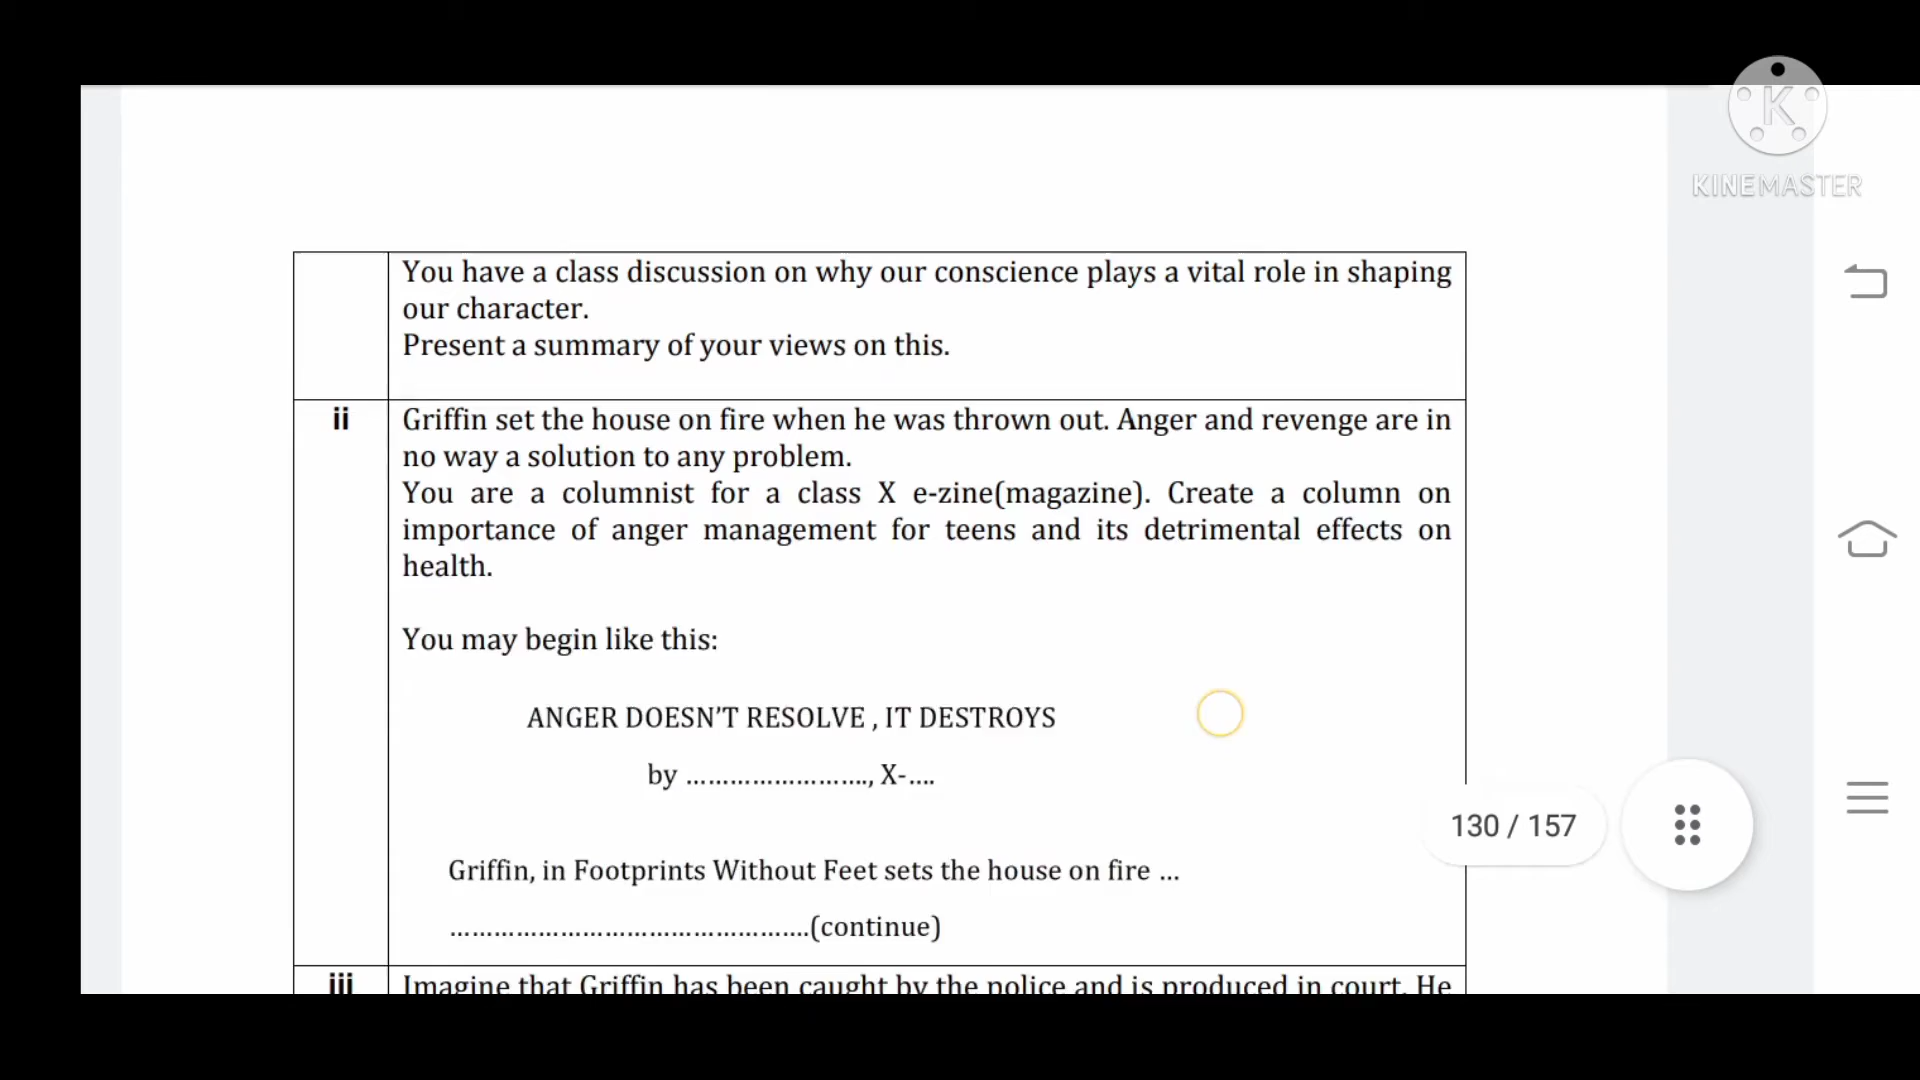 K
KINEMASTER
You have a class discussion on why our conscience plays a vital role in shaping
our character.
Present a summary of your views on this.
ii
Griffin set the house on fire when he was thrown out. Anger and revenge are in
no way a solution to any problem.
You are a columnist for a class X e-zine(magazine). Create a column on
importance of anger management for teens and its detrimental effects on
health.
You may begin like this:
ANGER DOESN’T RESOLVE , IT DESTROYS
by ……………………., X-….
130 / 157
Griffin, in Footprints Without Feet sets the house on fire …
………………………………………….(continue)
iii
Imagine that Griffin has been caught by the police and is produced in court. He